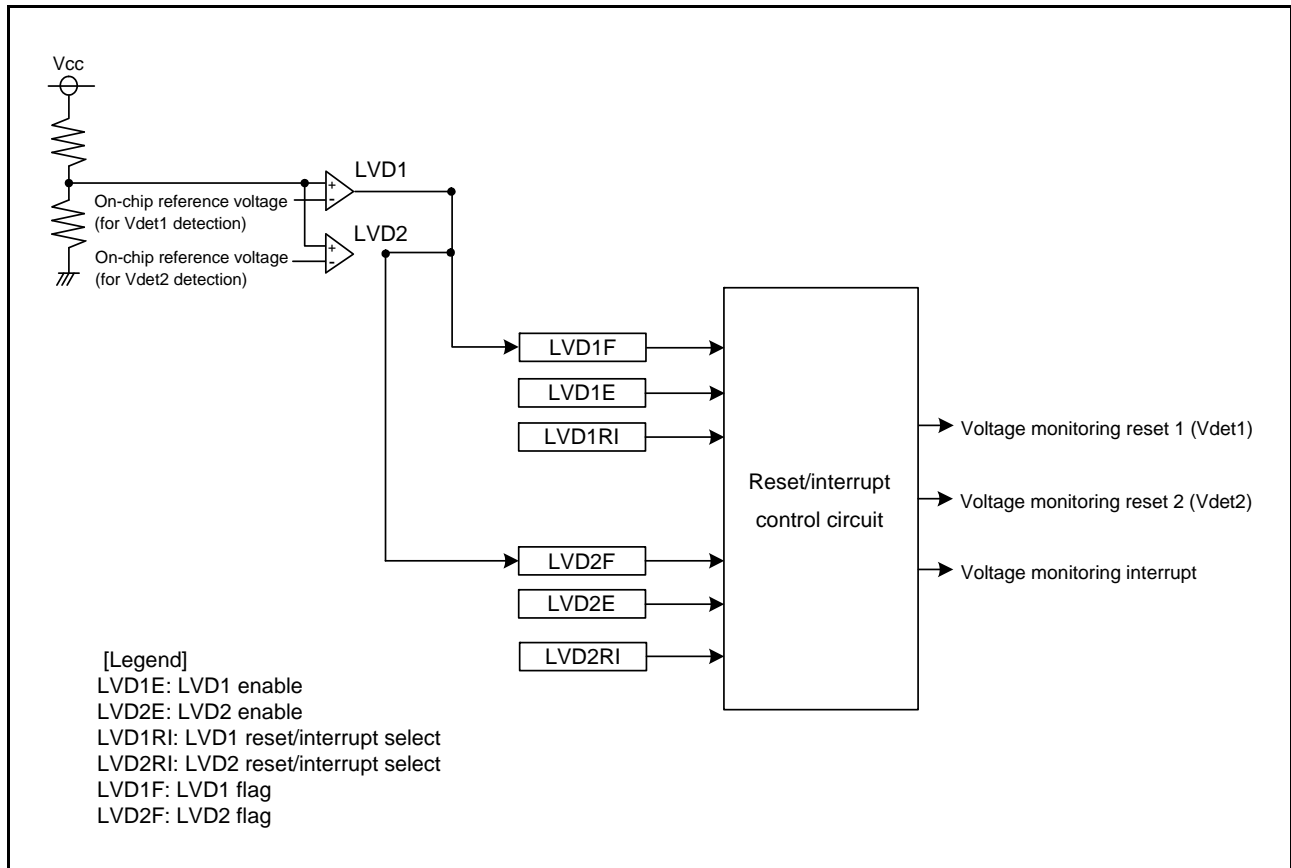 Vcc
LVD1
+
-
On-chip reference voltage
(for Vdet1 detection)
LVD2
+
-
On-chip reference voltage
(for Vdet2 detection)
LVD1F
LVD1E
LVD1RI
LVD2F
LVD2E
LVD2RI
Reset/interrupt
control circuit
Voltage monitoring reset 1 (Vdet1)
Voltage monitoring reset 2 (Vdet2)
Voltage monitoring interrupt
[Legend]
LVD1E: LVD1 enable
LVD2E: LVD2 enable
LVD1RI: LVD1 reset/interrupt select
LVD2RI: LVD2 reset/interrupt select
LVD1F: LVD1 flag
LVD2F: LVD2 flag